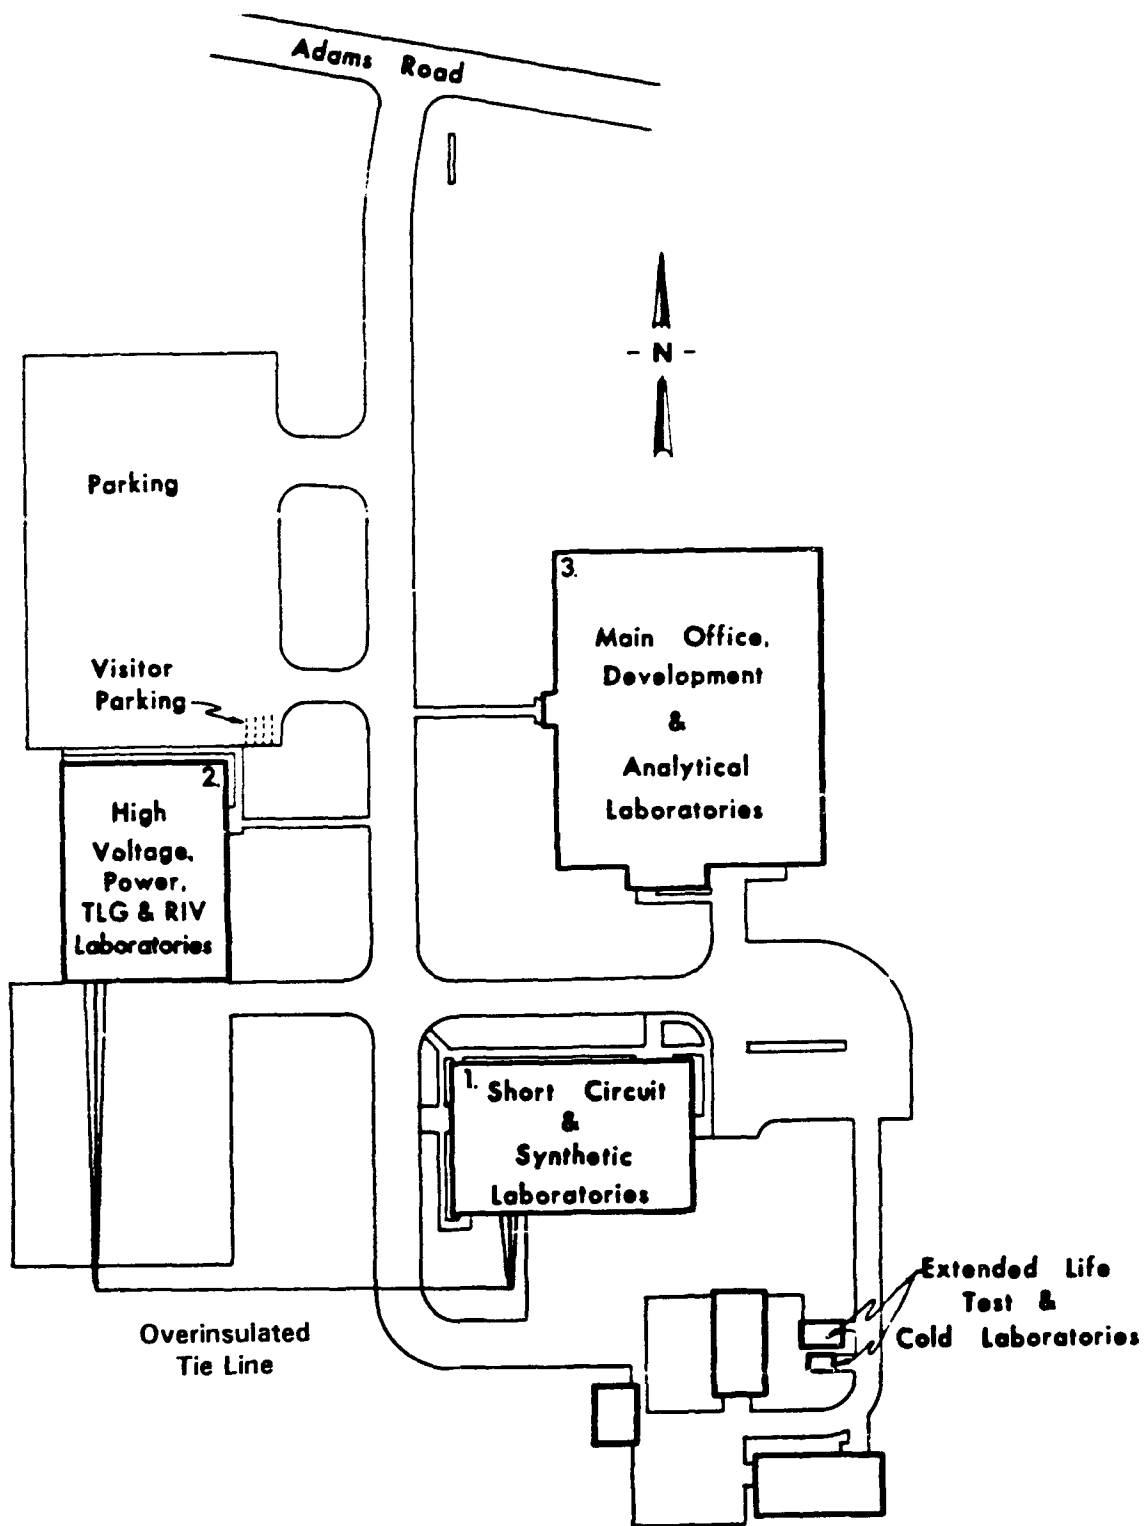 Adams Road
- N -
Parking
3.
Main Office,
Development
&
Analytical
Laboratories
Visitor
Parking
2.
High
Voltage,
Power,
TLG & RIV
Laboratories
1.
Short Circuit
&
Synthetic
Laboratories
Extended Life
Test &
Cold Laboratories
Overinsulated
Tie Line